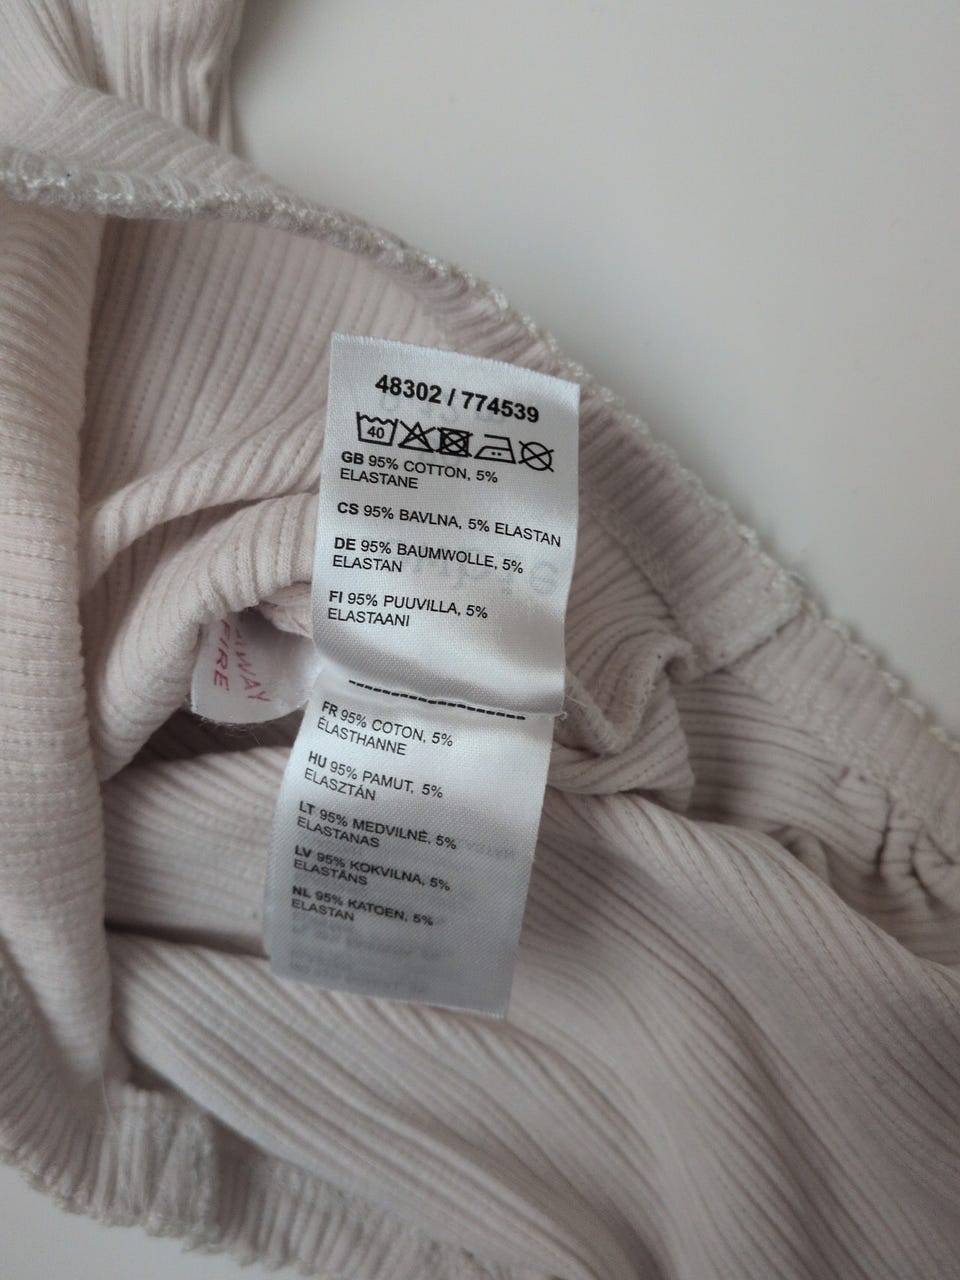 48302 / 774539
40
GB 95% COTTON, 5%
ELASTANE
CS 95% BAVLNA, 5% ELASTAN
DE 95% BAUMWOLLE, 5%
ELASTAN
FI 95% PUUVILLA, 5%
ELASTAANI
FR 95% COTON, 5%
ÉLASTHANNE
HU 95% PAMUT, 5%
ELASZTÁN
LT 95% MEDVILNĖ, 5%
ELASTANAS
LV 95% KOKVILNA, 5%
ELASTĀNS
NL 95% KATOEN, 5%
ELASTAN
FIRE